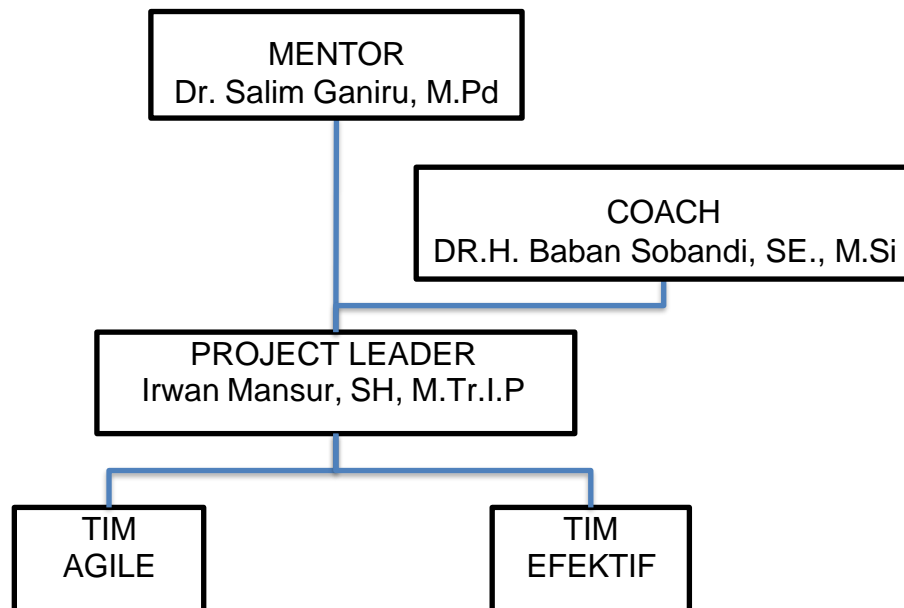 MENTOR
Dr. Salim Ganiru, M.Pd
COACH
DR.H. Baban Sobandi, SE., M.Si
PROJECT LEADER
Irwan Mansur, SH, M.Tr.I.P
TIM
AGILE
TIM
EFEKTIF